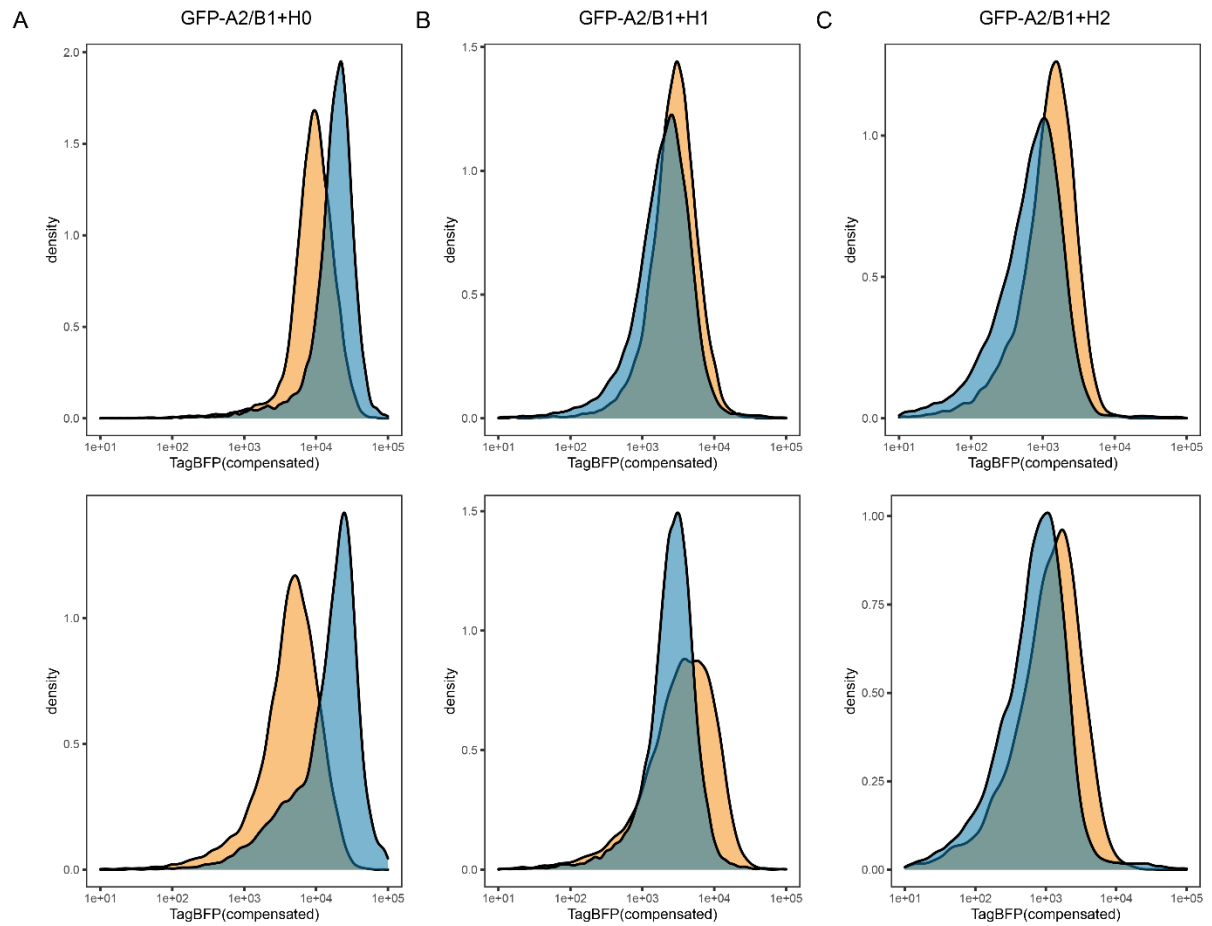 A GFP-A2/B1+H0 B GFP-A2/B1+H1 C GFP-A2/B1+H2
2.0
1.5
1.0
0.5
0.0
density
1e+01 1e+02 1e+03 1e+04 1e+05
TagBFP(compensated)
1.5
1.0
0.5
0.0
density
1e+01 1e+02 1e+03 1e+04 1e+05
TagBFP(compensated)
1.0
0.5
0.0
density
1e+01 1e+02 1e+03 1e+04 1e+05
TagBFP(compensated)
1.0
0.5
0.0
density
1e+01 1e+02 1e+03 1e+04 1e+05
TagBFP(compensated)
1.5
1.0
0.5
0.0
density
1e+01 1e+02 1e+03 1e+04 1e+05
TagBFP(compensated)
1.00
0.75
0.50
0.25
0.00
density
1e+01 1e+02 1e+03 1e+04 1e+05
TagBFP(compensated)